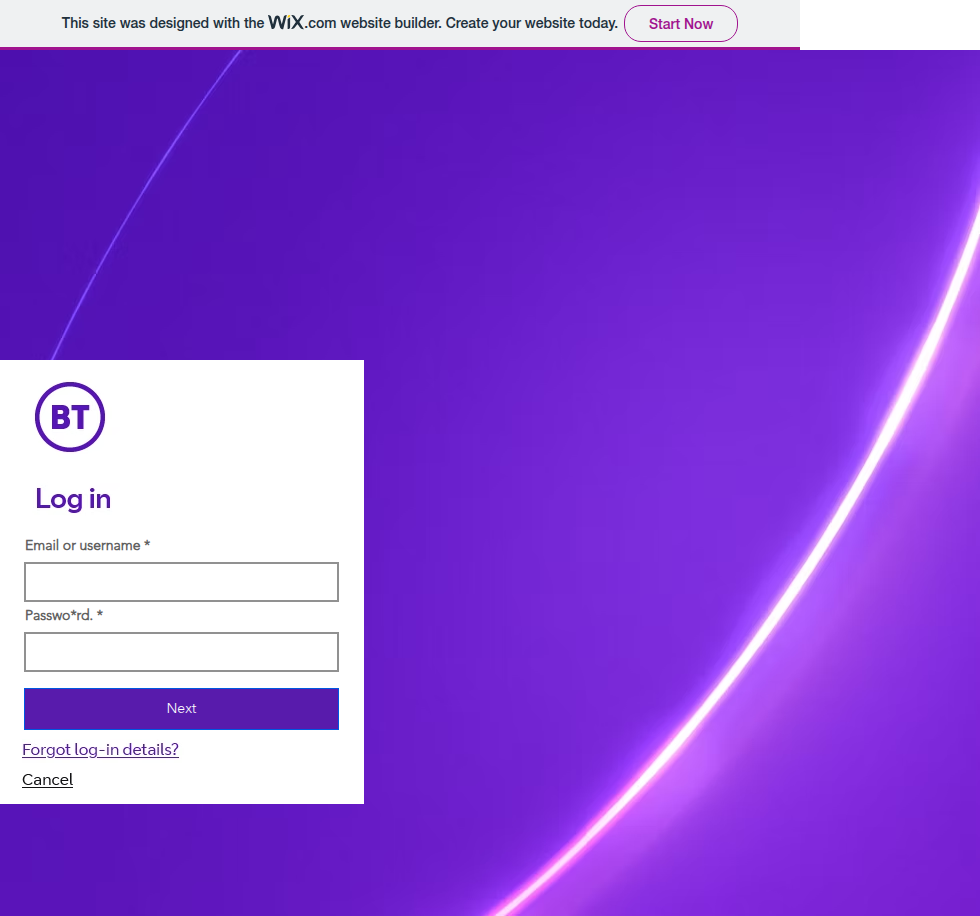 This site was designed with the WiX.com website builder. Create your website today. Start Now
BT
Log in
Email or username *
Passwo*rd. *
Next
Forgot log-in details?
Cancel